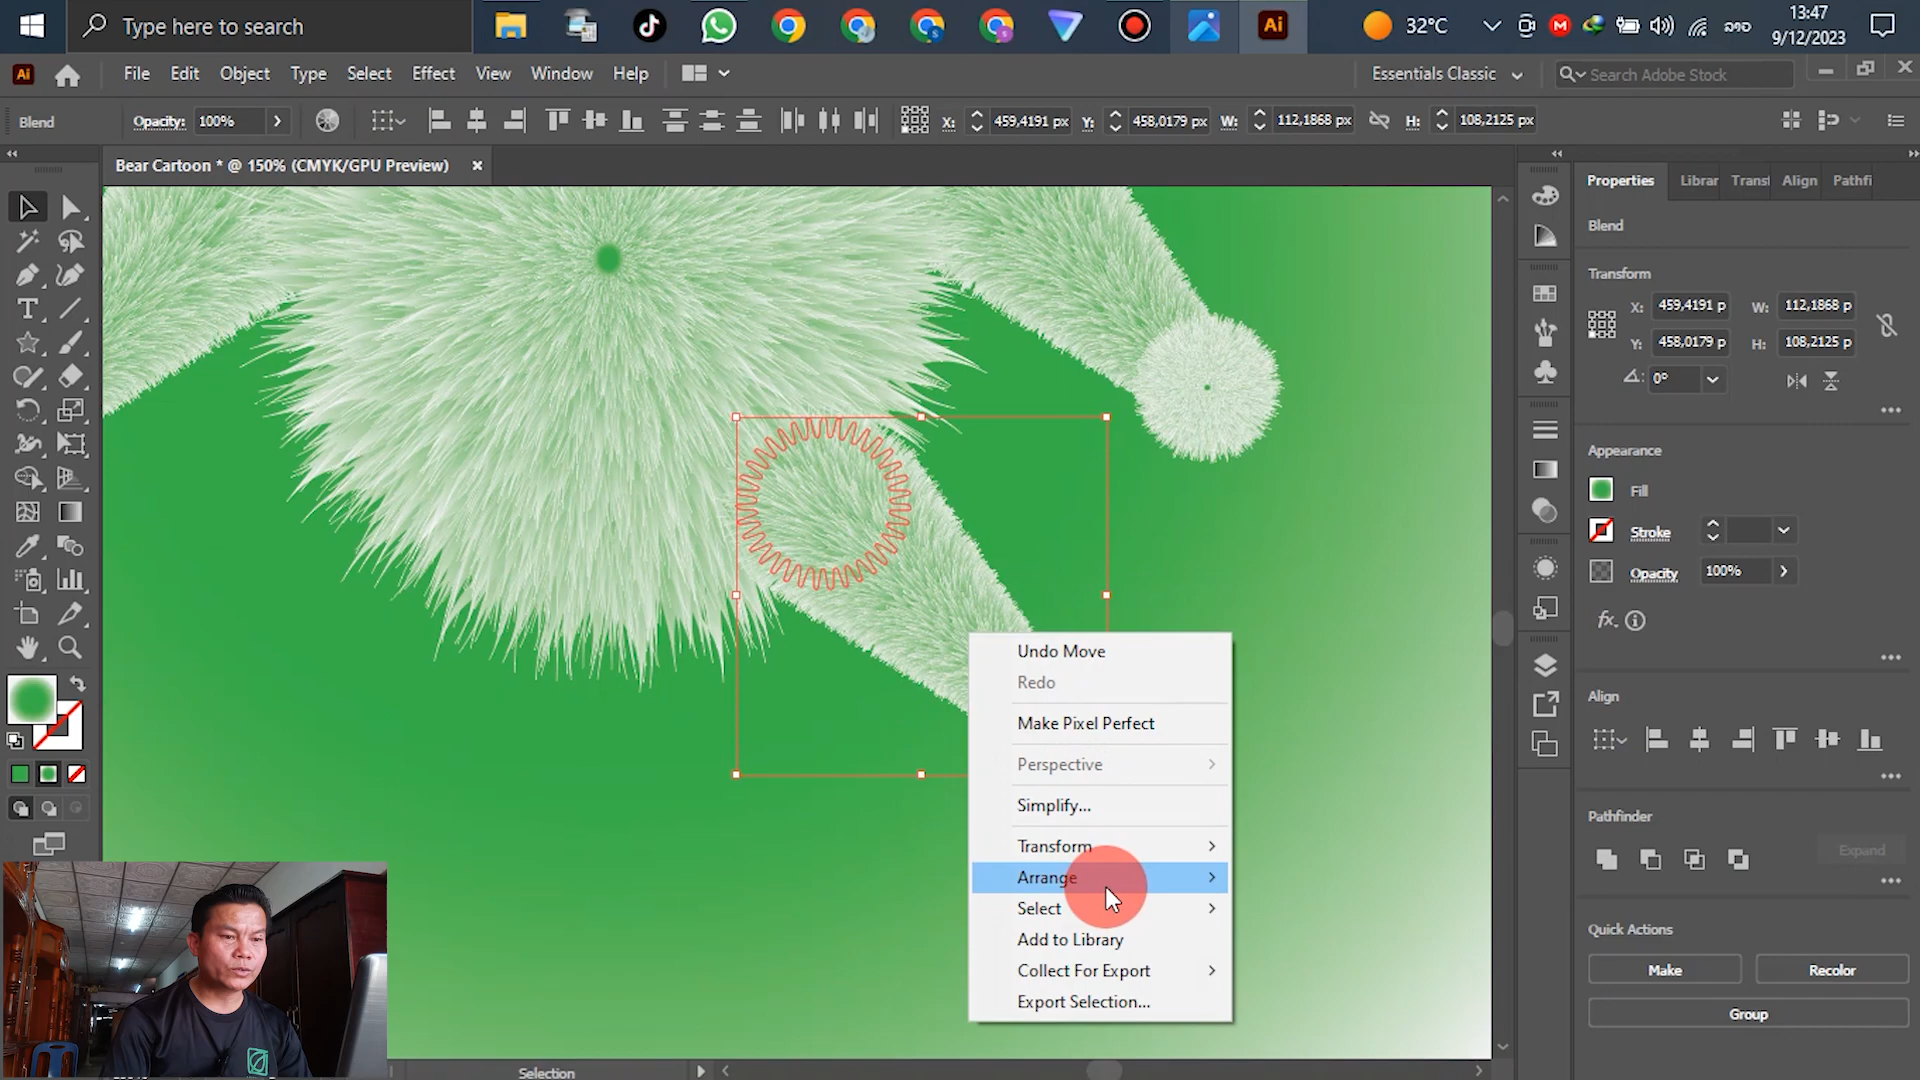 Type here to search
32°C
ລາວ
13:47
9/12/2023
Ai
File Edit Object Type Select Effect View Window Help
Essentials Classic
Search Adobe Stock
Blend
Opacity: 100%
X: 459,4191 px Y: 458,0179 px W: 112,1868 px H: 108,2125 px
Bear Cartoon * @ 150% (CMYK/GPU Preview)
Properties Librar Transf Align Pathfi
Blend
Transform
X: 459,4191 p W: 112,1868 p
Y: 458,0179 p H: 108,2125 p
0°
Appearance
Fill
Stroke
Opacity 100%
fx.
Align
Pathfinder
Expand
Quick Actions
Make Recolor
Group
Undo Move
Redo
Make Pixel Perfect
Perspective
Simplify...
Transform
Arrange
Select
Add to Library
Collect For Export
Export Selection...
Selection